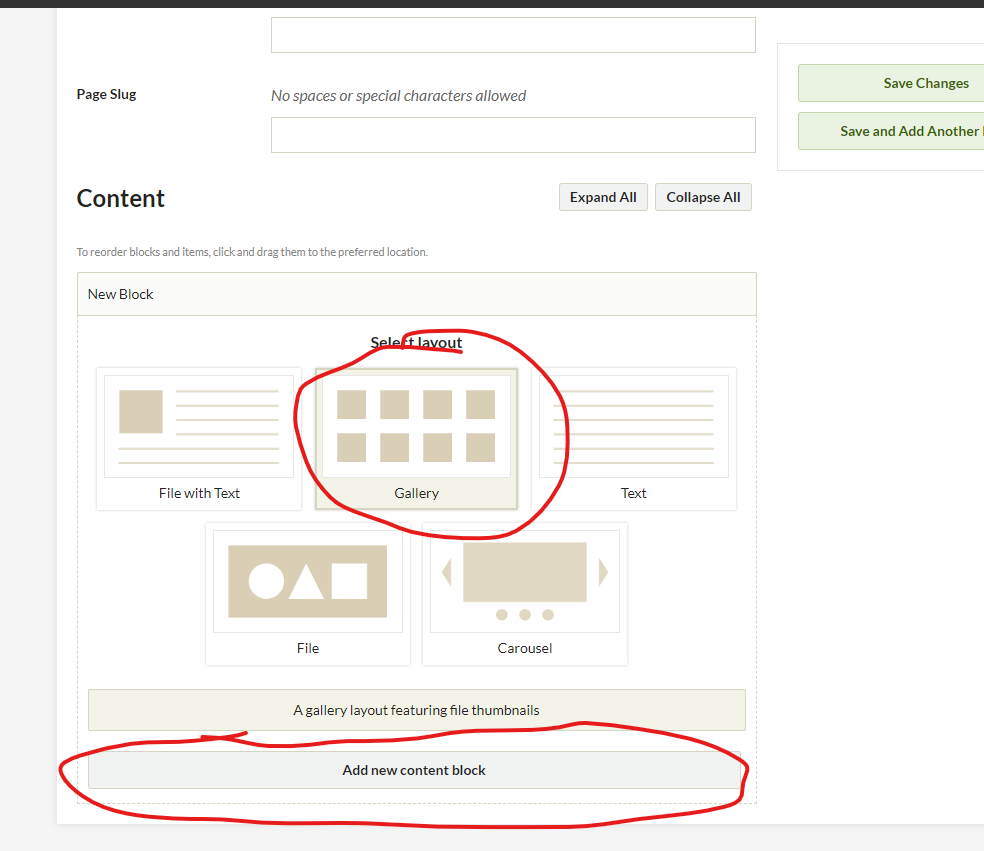 Page Slug
No spaces or special characters allowed
Save Changes
Save and Add Another
Content
Expand All
Collapse All
To reorder blocks and items, click and drag them to the preferred location.
New Block
Select layout
File with Text
Gallery
Text
File
Carousel
A gallery layout featuring file thumbnails
Add new content block